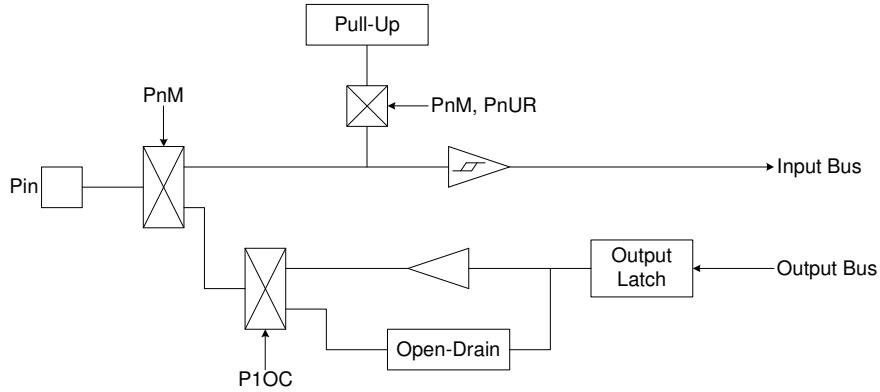 Pull-Up
PnM
PnM, PnUR
Pin
Input Bus
Output
Latch
Output Bus
Open-Drain
P1OC